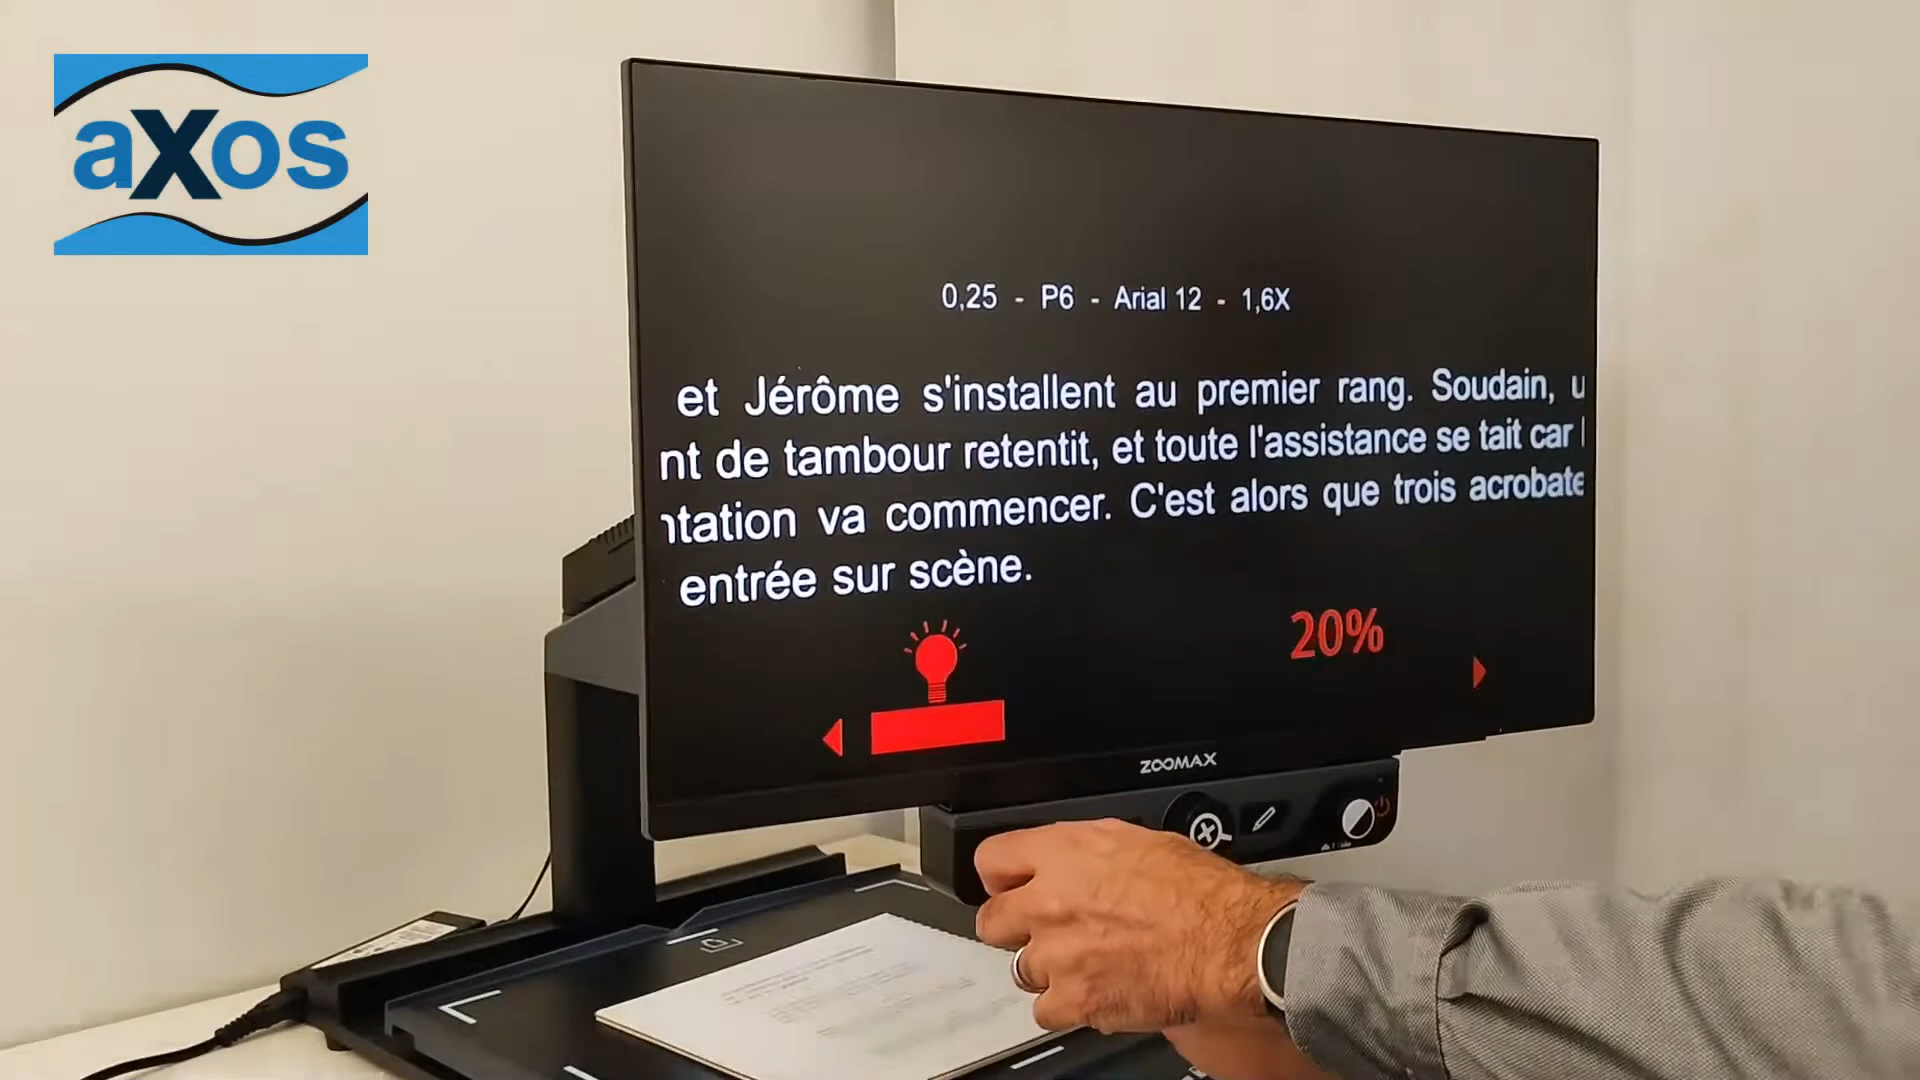 aXos
0,25 - P6 - Arial 12 - 1,6X
et Jérôme s'installent au premier rang. Soudain, u
nt de tambour retentit, et toute l'assistance se tait car l
ntation va commencer. C'est alors que trois acrobate
entrée sur scène.
20%
ZOOMAX